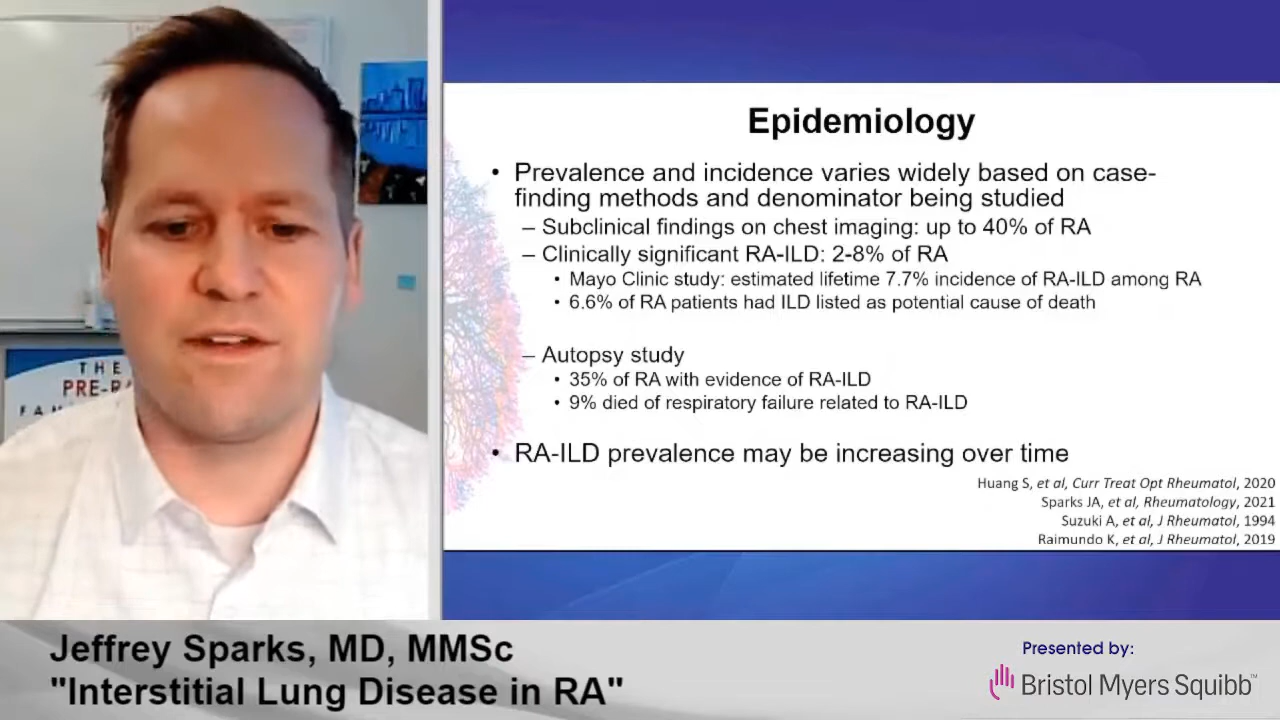 THE
PRE-RA
Epidemiology
• Prevalence and incidence varies widely based on case-
finding methods and denominator being studied
– Subclinical findings on chest imaging: up to 40% of RA
– Clinically significant RA-ILD: 2-8% of RA
• Mayo Clinic study: estimated lifetime 7.7% incidence of RA-ILD among RA
• 6.6% of RA patients had ILD listed as potential cause of death
– Autopsy study
• 35% of RA with evidence of RA-ILD
• 9% died of respiratory failure related to RA-ILD
• RA-ILD prevalence may be increasing over time
Huang S, et al, Curr Treat Opt Rheumatol, 2020
Sparks JA, et al, Rheumatology, 2021
Suzuki A, et al, J Rheumatol, 1994
Raimundo K, et al, J Rheumatol, 2019
Jeffrey Sparks, MD, MMSc
"Interstitial Lung Disease in RA"
Presented by:
Bristol Myers Squibb™